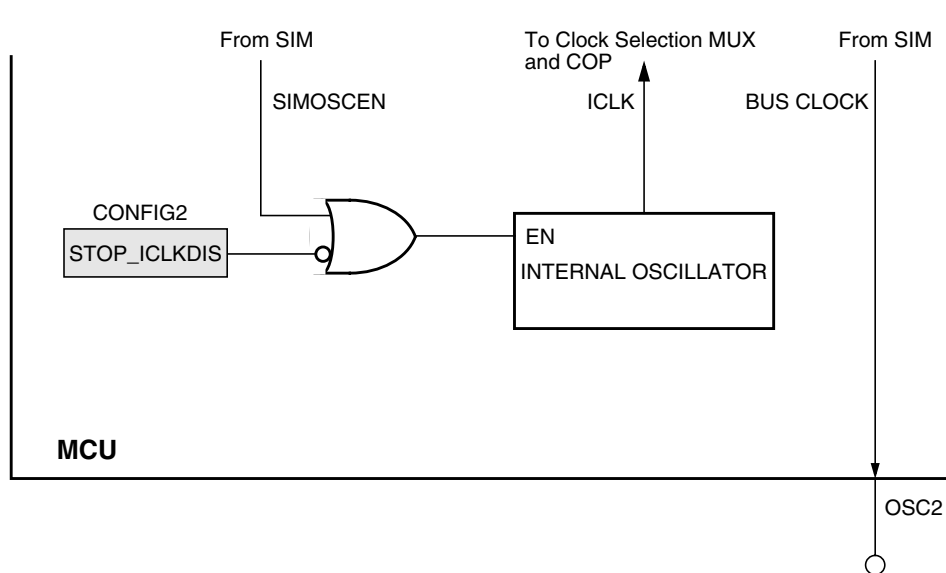 From SIM
To Clock Selection MUX
and COP
From SIM
SIMOSCEN
ICLK
BUS CLOCK
CONFIG2
STOP_ICLKDIS
EN
INTERNAL OSCILLATOR
MCU
OSC2